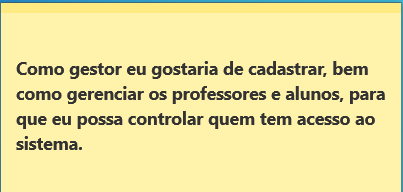 Como gestor eu gostaria de cadastrar, bem
como gerenciar os professores e alunos, para
que eu possa controlar quem tem acesso ao
sistema.